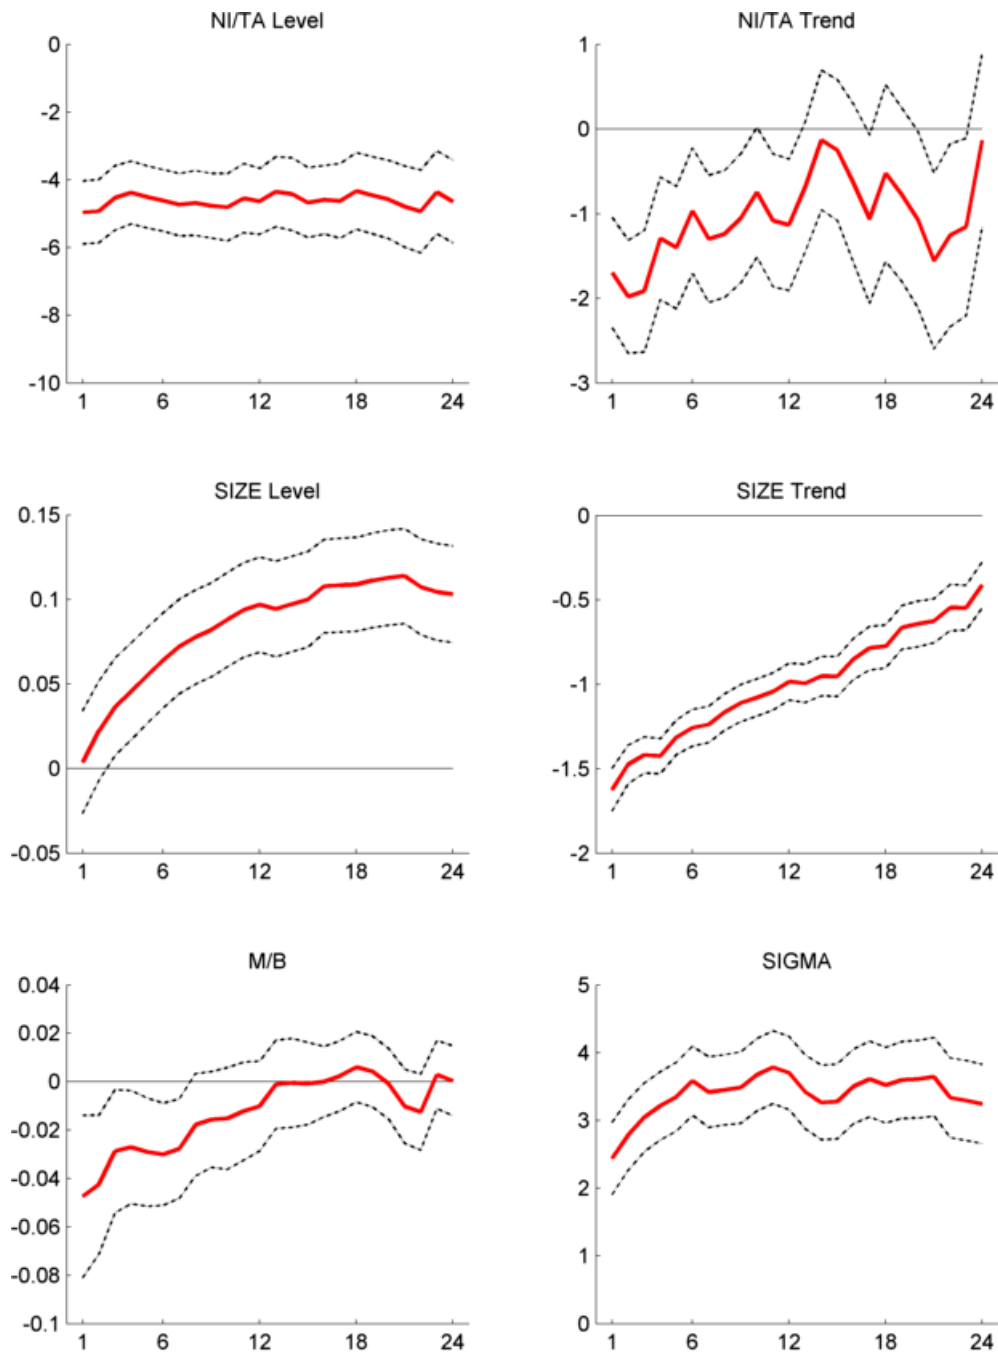 NI/TA Level
0
-2
-4
-6
-8
-10
1 6 12 18 24
NI/TA Trend
1
0
-1
-2
-3
1 6 12 18 24
SIZE Level
0.15
0.1
0.05
0
-0.05
1 6 12 18 24
SIZE Trend
0
-0.5
-1
-1.5
-2
1 6 12 18 24
M/B
0.04
0.02
0
-0.02
-0.04
-0.06
-0.08
-0.1
1 6 12 18 24
SIGMA
5
4
3
2
1
0
1 6 12 18 24